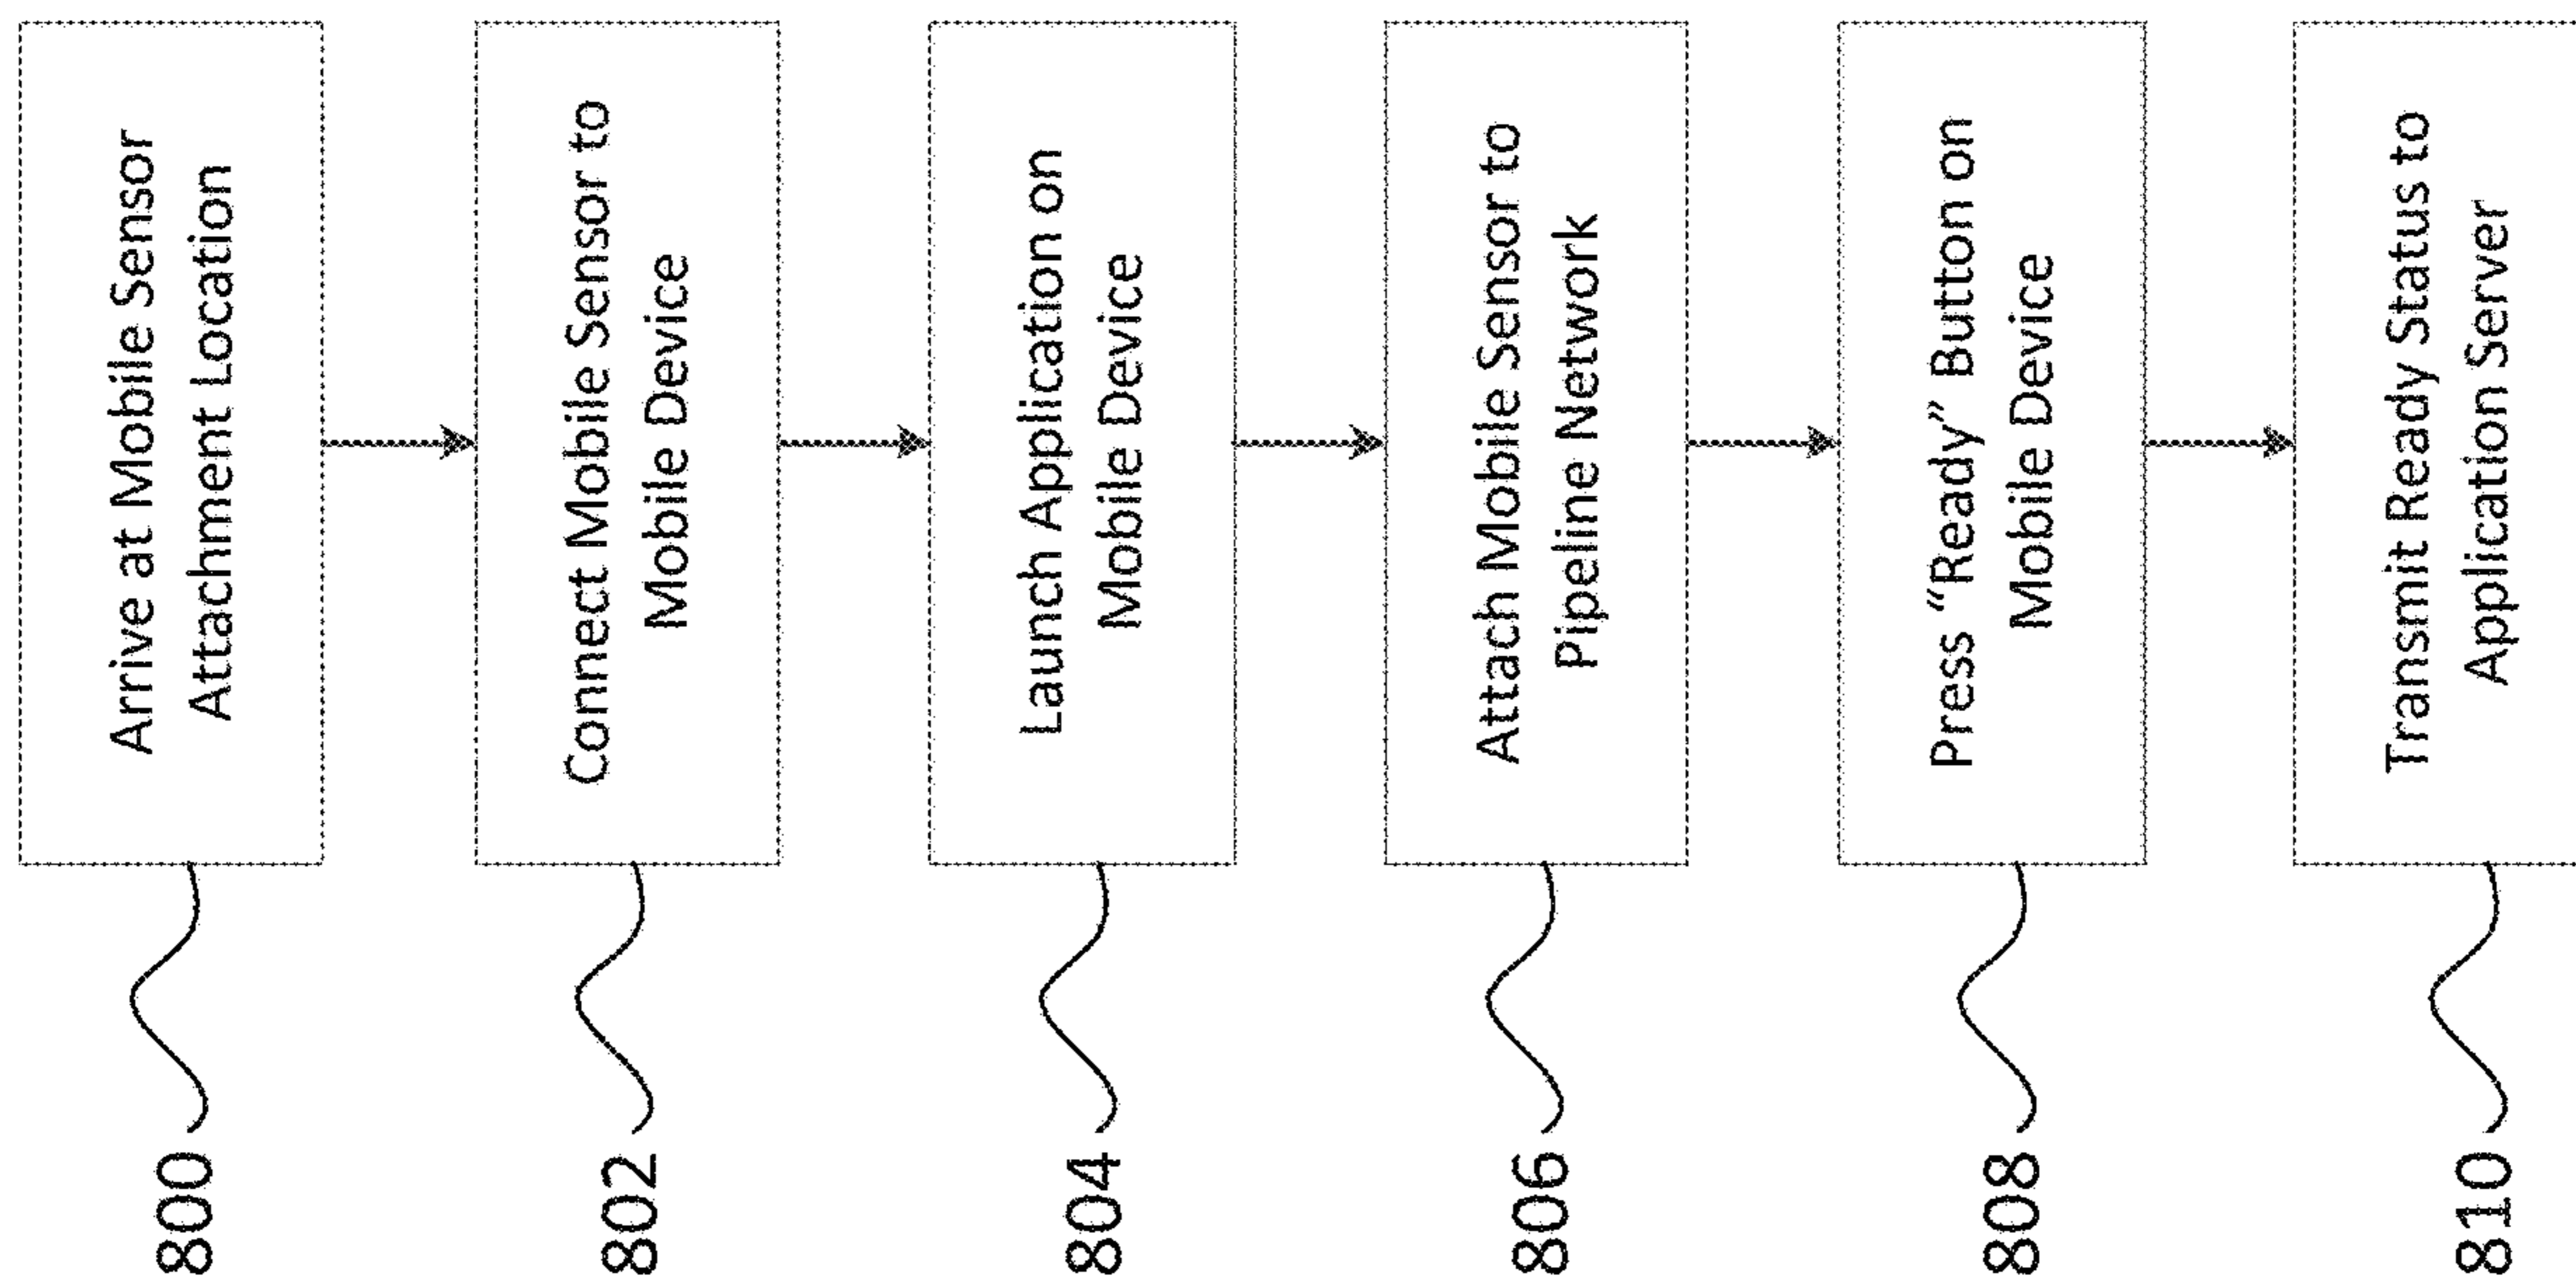 800
Arrive at Mobile Sensor
Attachment Location
802
Connect Mobile Sensor to
Mobile Device
804
Launch Application on
Mobile Device
806
Attach Mobile Sensor to
Pipeline Network
808
Press “Ready” Button on
Mobile Device
810
Transmit Ready Status to
Application Server